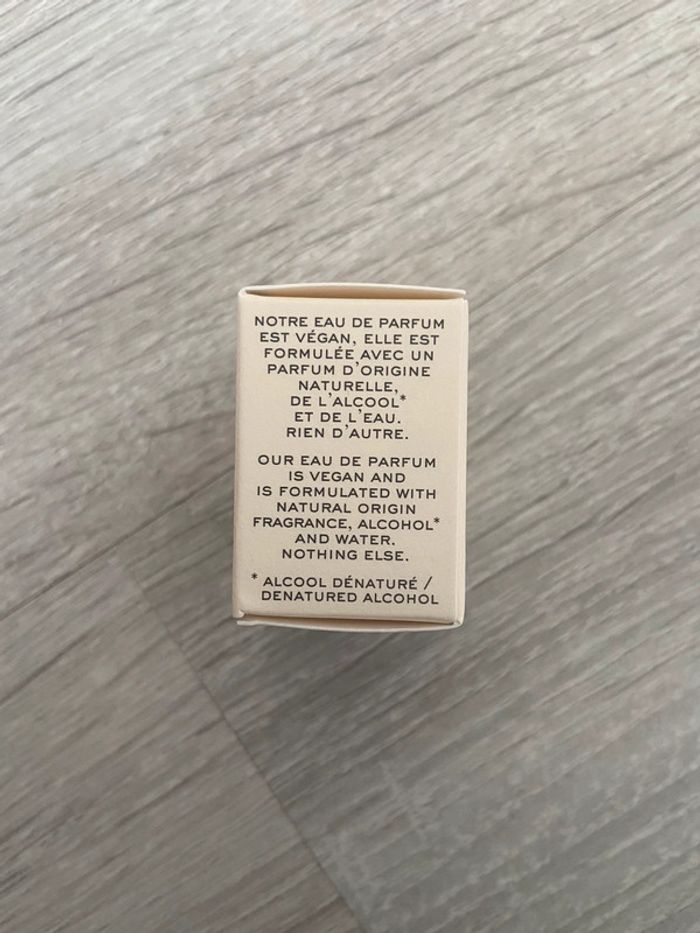 NOTRE EAU DE PARFUM
EST VÉGAN, ELLE EST
FORMULÉE AVEC UN
PARFUM D'ORIGINE
NATURELLE,
DE L'ALCOOL*
ET DE L'EAU.
RIEN D'AUTRE.
OUR EAU DE PARFUM
IS VEGAN AND
IS FORMULATED WITH
NATURAL ORIGIN
FRAGRANCE, ALCOHOL*
AND WATER.
NOTHING ELSE.
* ALCOOL DÉNATURÉ /
DENATURED ALCOHOL